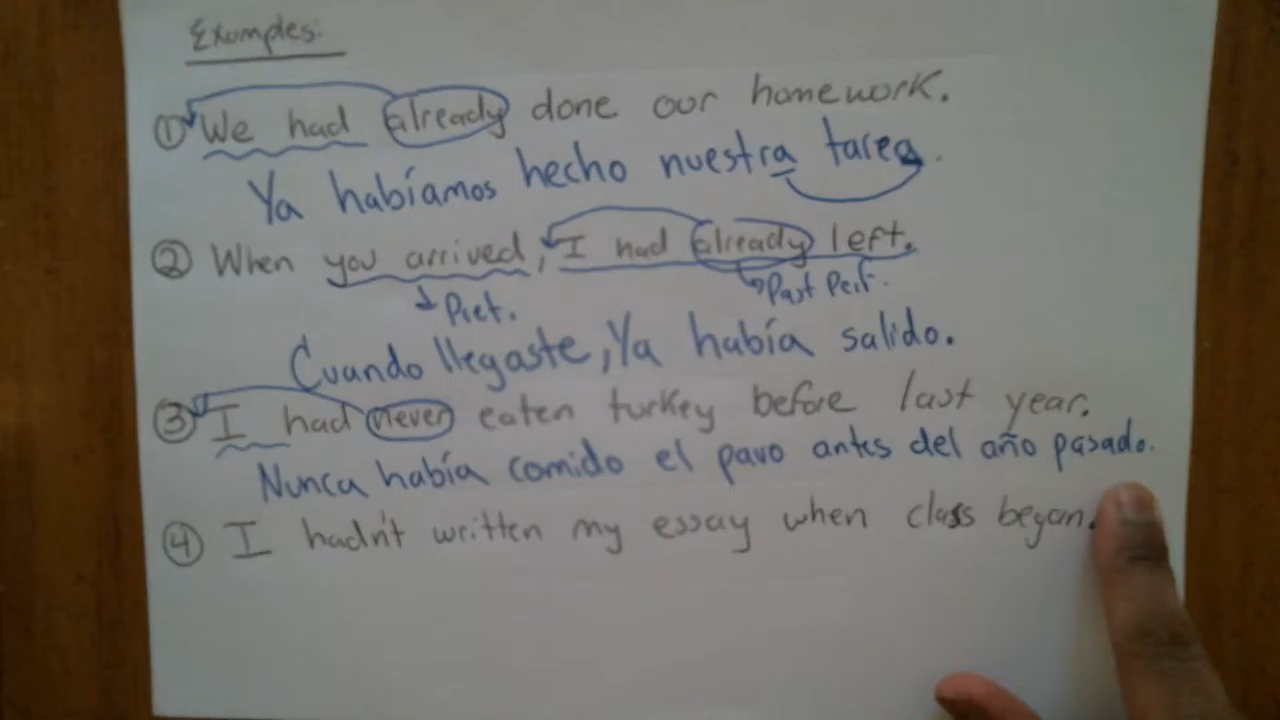 Examples:
① We had already done our homework.
Ya habíamos hecho nuestra tarea.
② When you arrived, I had already left.
Pret.
Past Perf.
Cuando llegaste, Ya había salido.
③ I had never eaten turkey before last year.
Nunca había comido el pavo antes del año pasado.
④ I hadn't written my essay when class began.